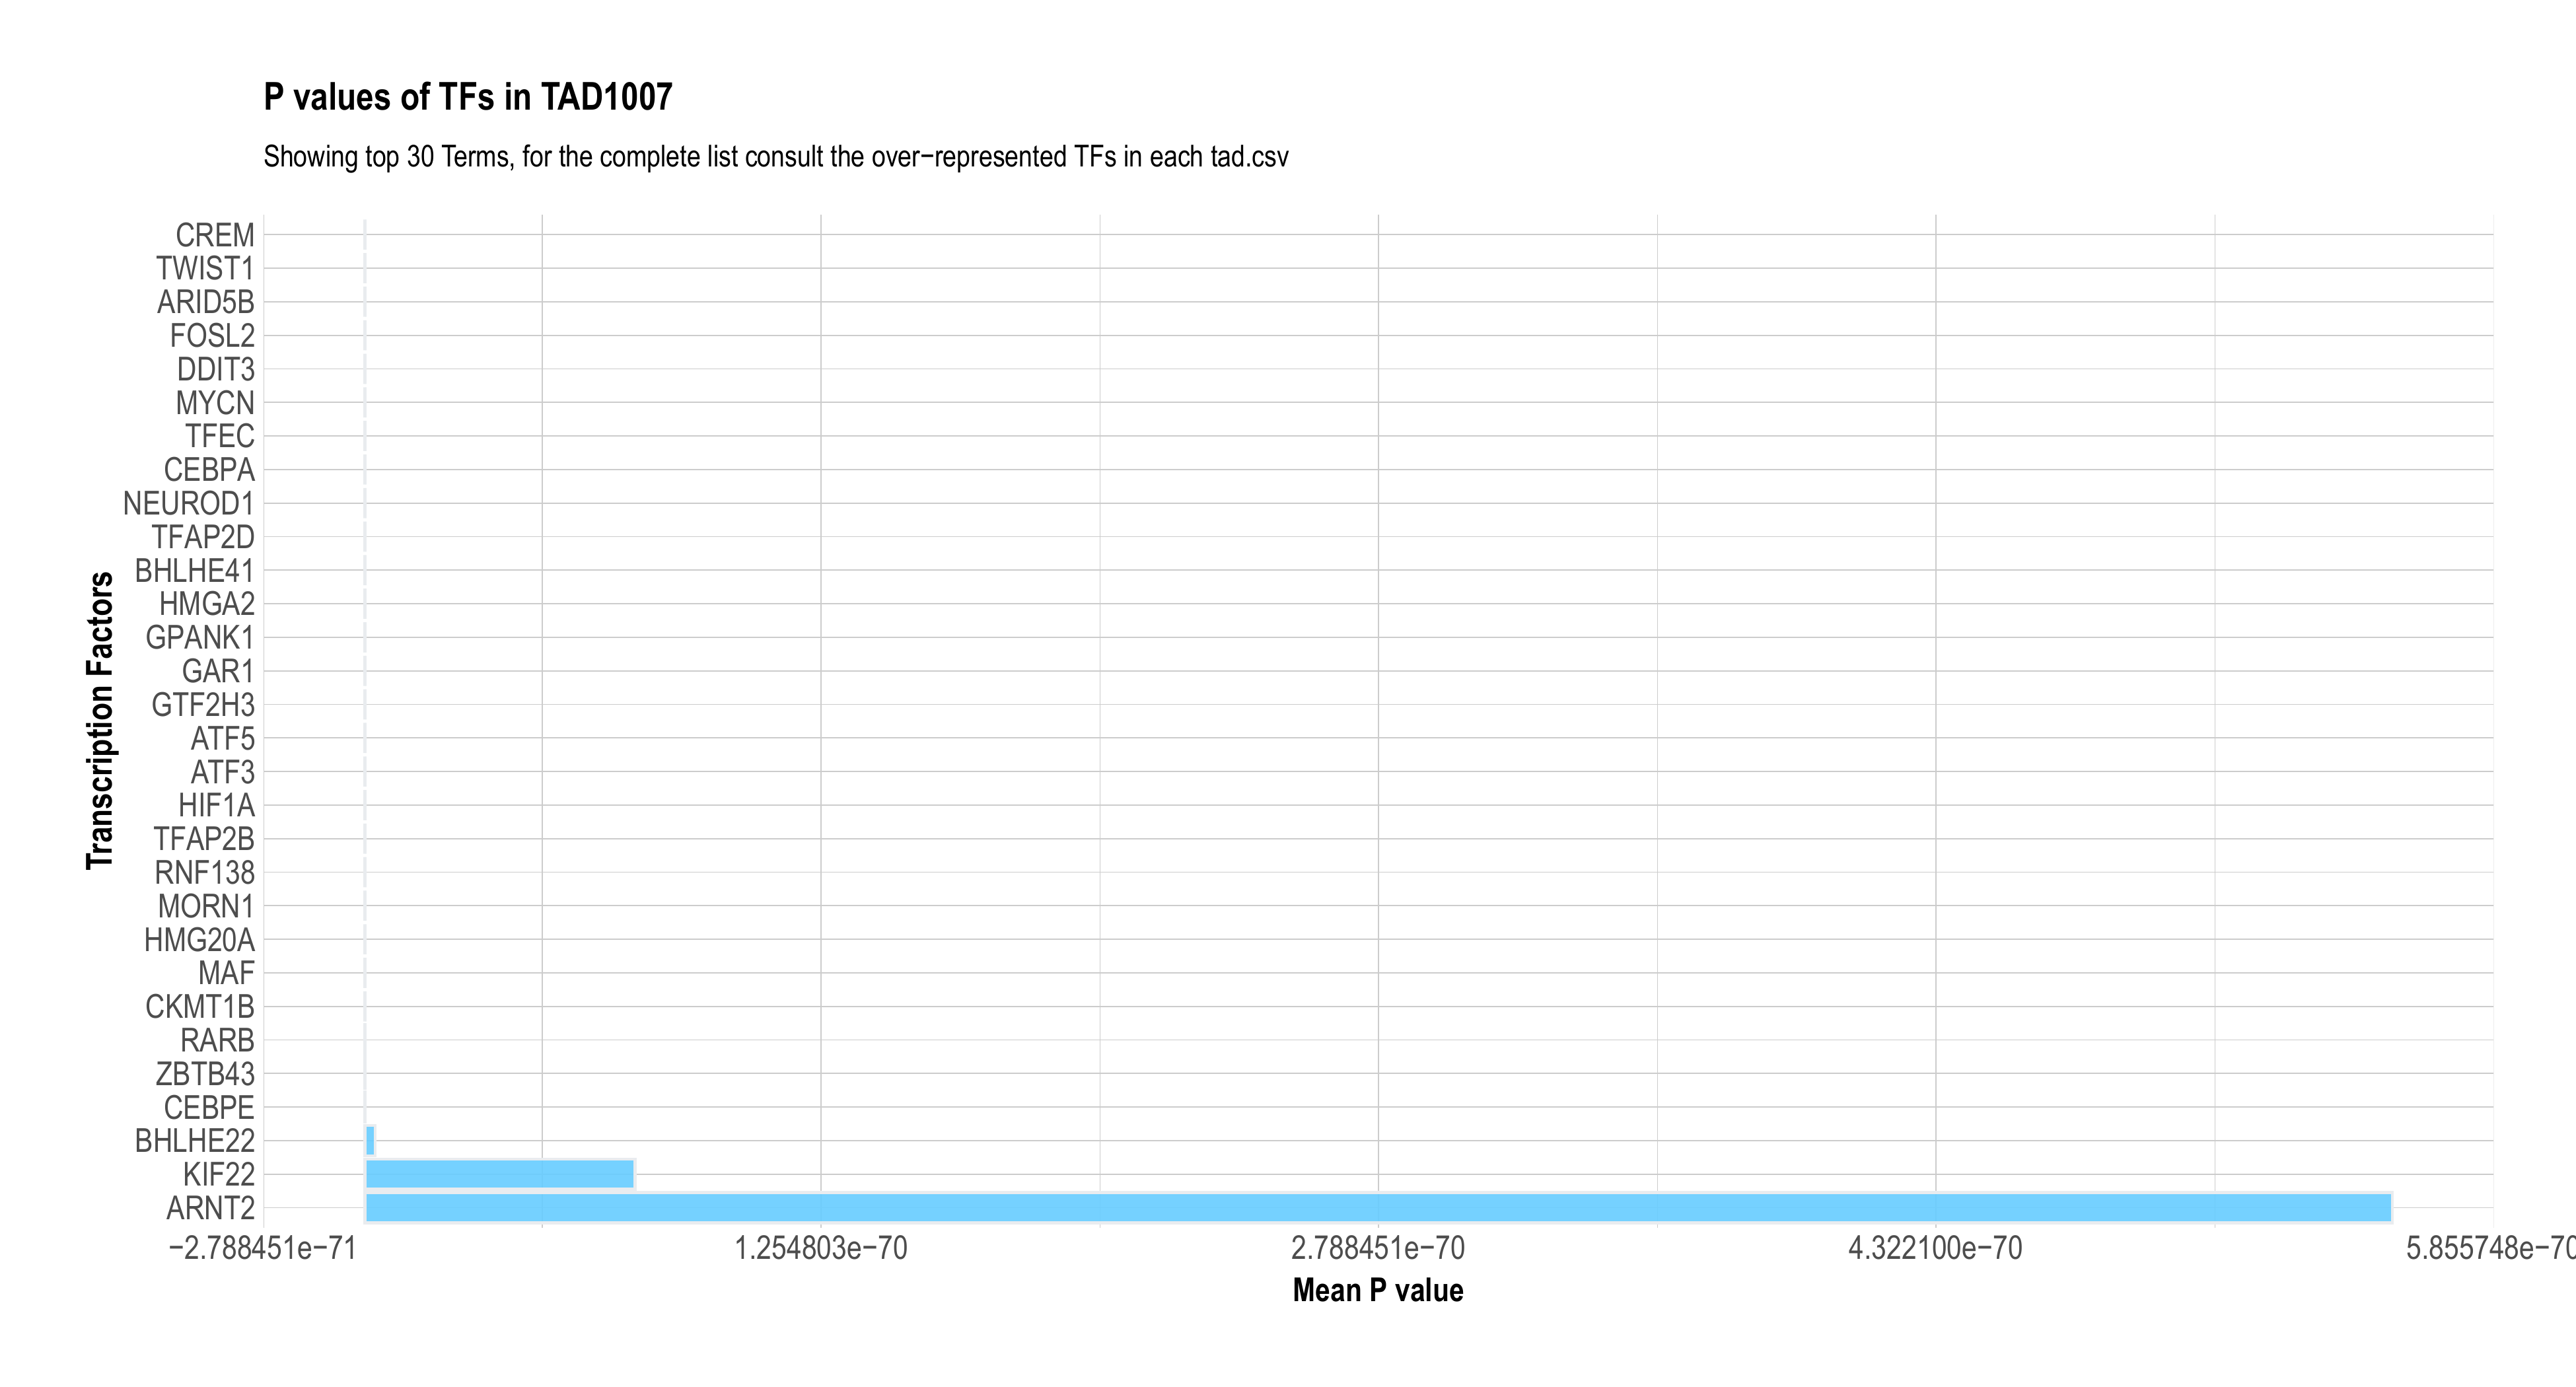 P values of TFs in TAD1007
Showing top 30 Terms, for the complete list consult the over−represented TFs in each tad.csv
Transcription Factors
CREM
TWIST1
ARID5B
FOSL2
DDIT3
MYCN
TFEC
CEBPA
NEUROD1
TFAP2D
BHLHE41
HMGA2
GPANK1
GAR1
GTF2H3
ATF5
ATF3
HIF1A
TFAP2B
RNF138
MORN1
HMG20A
MAF
CKMT1B
RARB
ZBTB43
CEBPE
BHLHE22
KIF22
ARNT2
−2.788451e−71 1.254803e−70 2.788451e−70 4.322100e−70 5.855748e−70
Mean P value